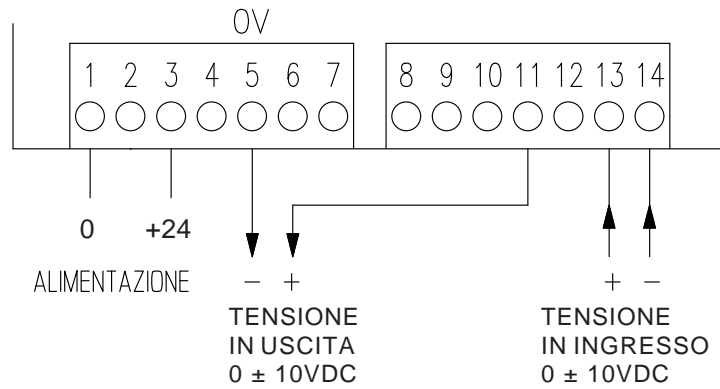 0V
1 2 3 4 5 6 7 8 9 10 11 12 13 14
0 +24
ALIMENTAZIONE − + + −
TENSIONE
IN USCITA
0 ± 10VDC
TENSIONE
IN INGRESSO
0 ± 10VDC